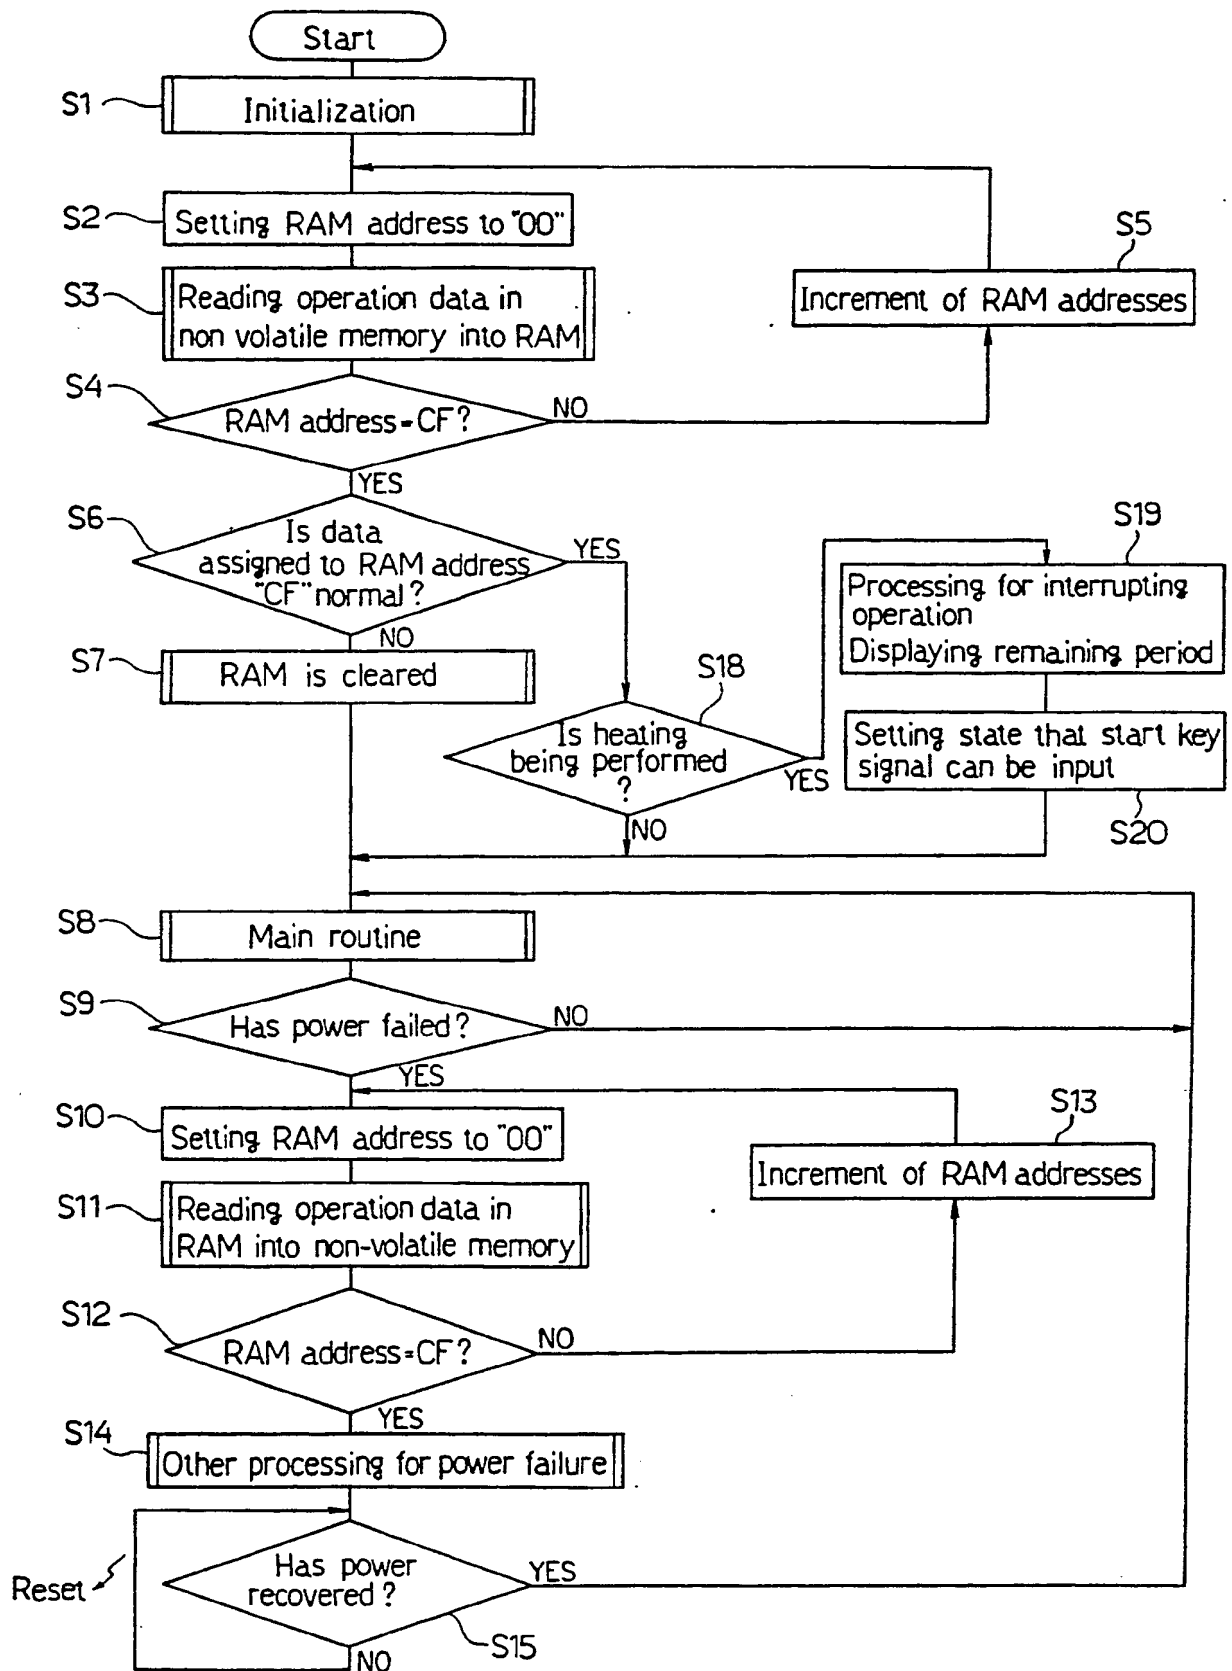 Start
S1
Initialization
S2
Setting RAM address to "00"
S5
S3
Reading operation data in
non volatile memory into RAM
Increment of RAM addresses
S4
RAM address=CF?
NO
YES
S6
Is data
assigned to RAM address
"CF" normal?
YES
NO
S19
Processing for interrupting
operation
Displaying remaining period
S7
RAM is cleared
S18
Is heating
being performed
?
YES
NO
Setting state that start key
signal can be input
S20
S8
Main routine
S9
Has power failed?
NO
YES
S10
Setting RAM address to "00"
S13
Increment of RAM addresses
S11
Reading operation data in
RAM into non-volatile memory
S12
RAM address=CF?
NO
YES
S14
Other processing for power failure
Reset
Has power
recovered?
YES
S15
NO